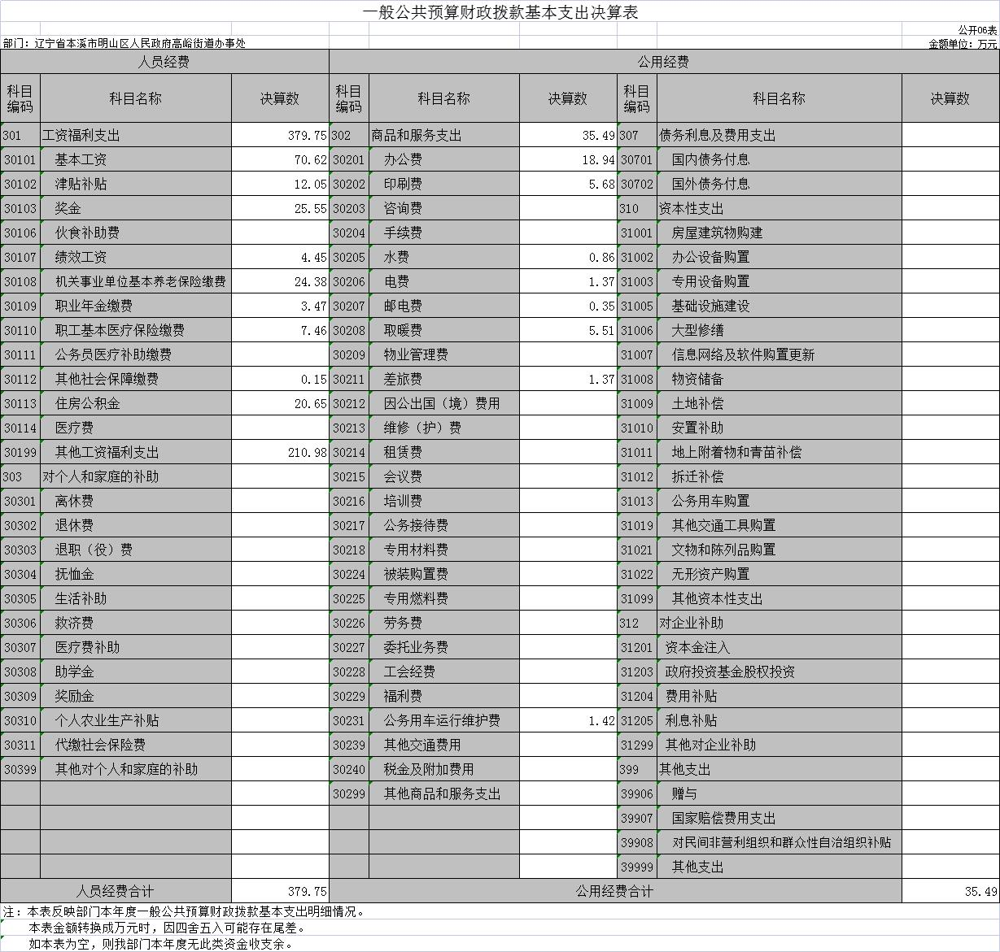 一般公共预算财政拨款基本支出决算表
公开06表
部门：辽宁省本溪市明山区人民政府高峪街道办事处 金额单位：万元
人员经费 公用经费
科目编码 科目名称 决算数 科目编码 科目名称 决算数 科目编码 科目名称 决算数
301 工资福利支出 379.75 302 商品和服务支出 35.49 307 债务利息及费用支出
30101 基本工资 70.62 30201 办公费 18.94 30701 国内债务付息
30102 津贴补贴 12.05 30202 印刷费 5.68 30702 国外债务付息
30103 奖金 25.55 30203 咨询费 310 资本性支出
30106 伙食补助费 30204 手续费 31001 房屋建筑物购建
30107 绩效工资 4.45 30205 水费 0.86 31002 办公设备购置
30108 机关事业单位基本养老保险缴费 24.38 30206 电费 1.37 31003 专用设备购置
30109 职业年金缴费 3.47 30207 邮电费 0.35 31005 基础设施建设
30110 职工基本医疗保险缴费 7.46 30208 取暖费 5.51 31006 大型修缮
30111 公务员医疗补助缴费 30209 物业管理费 31007 信息网络及软件购置更新
30112 其他社会保障缴费 0.15 30211 差旅费 1.37 31008 物资储备
30113 住房公积金 20.65 30212 因公出国（境）费用 31009 土地补偿
30114 医疗费 30213 维修（护）费 31010 安置补助
30199 其他工资福利支出 210.98 30214 租赁费 31011 地上附着物和青苗补偿
303 对个人和家庭的补助 30215 会议费 31012 拆迁补偿
30301 离休费 30216 培训费 31013 公务用车购置
30302 退休费 30217 公务接待费 31019 其他交通工具购置
30303 退职（役）费 30218 专用材料费 31021 文物和陈列品购置
30304 抚恤金 30224 被装购置费 31022 无形资产购置
30305 生活补助 30225 专用燃料费 31099 其他资本性支出
30306 救济费 30226 劳务费 312 对企业补助
30307 医疗费补助 30227 委托业务费 31201 资本金注入
30308 助学金 30228 工会经费 31203 政府投资基金股权投资
30309 奖励金 30229 福利费 31204 费用补贴
30310 个人农业生产补贴 30231 公务用车运行维护费 1.42 31205 利息补贴
30311 代缴社会保险费 30239 其他交通费用 31299 其他对企业补助
30399 其他对个人和家庭的补助 30240 税金及附加费用 399 其他支出
30299 其他商品和服务支出 39906 赠与
39907 国家赔偿费用支出
39908 对民间非营利组织和群众性自治组织补贴
39999 其他支出
人员经费合计 379.75 公用经费合计 35.49
注：本表反映部门本年度一般公共预算财政拨款基本支出明细情况。
本表金额转换成万元时，因四舍五入可能存在尾差。
如本表为空，则我部门本年度无此类资金收支余。